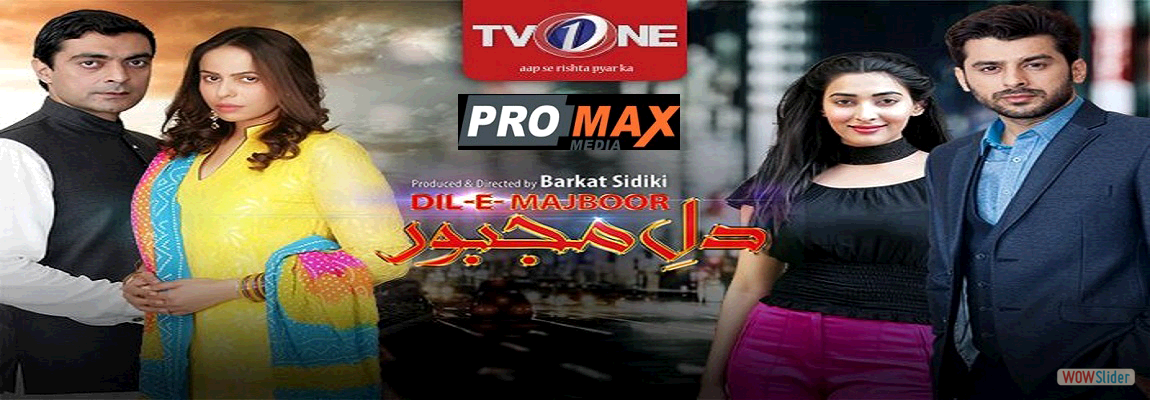 TV ONE
aap se rishta pyar ka
PRO MAX
MEDIA
Produced & Directed by Barkat Sidiki
DIL-E- MAJBOOR
دلِ مجبور
WOWSlider